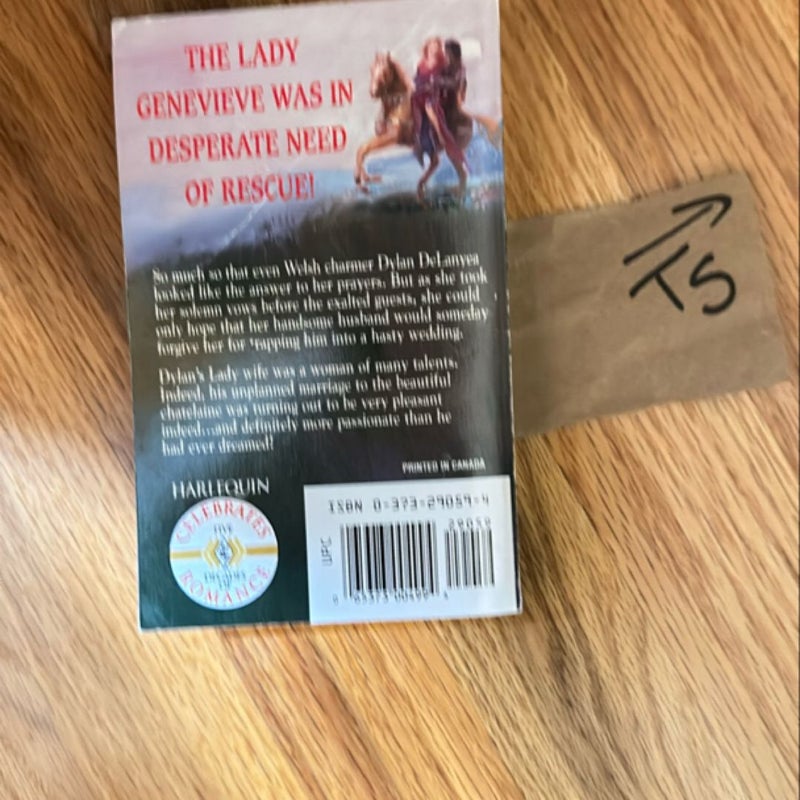 THE LADY
GENEVIEVE WAS IN
DESPERATE NEED
OF RESCUE!
So much so that even Welsh charmer Dylan DeLanyea
looked like the answer to her prayers. But as she took
her solemn vows before the exalted guests, she could
only hope that her handsome husband would someday
forgive her for trapping him into a hasty wedding.
Dylan's Lady wife was a woman of many talents.
Indeed, his unplanned marriage to the beautiful
chatelaine was turning out to be very pleasant
indeed...and definitely more passionate than he
had ever dreamed!
PRINTED IN CANADA
HARLEQUIN
CELEBRATES
FIVE
DECADES
OF
ROMANCE
ISBN 0-373-29059-4
29059
UPC
TS